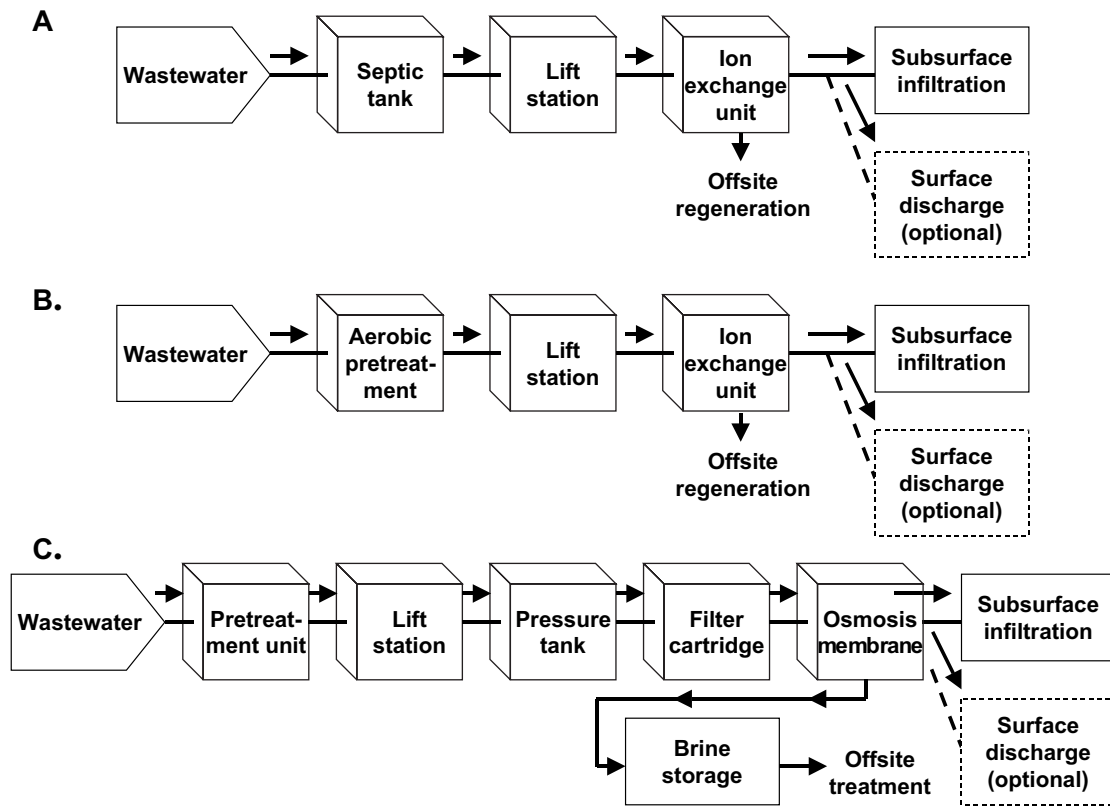 A
Wastewater
Septic
tank
Lift
station
Ion
exchange
unit
Subsurface
infiltration
Offsite
regeneration
Surface
discharge
(optional)
B.
Wastewater
Aerobic
pretreat-
ment
Lift
station
Ion
exchange
unit
Subsurface
infiltration
Offsite
regeneration
Surface
discharge
(optional)
C.
Wastewater
Pretreat-
ment unit
Lift
station
Pressure
tank
Filter
cartridge
Osmosis
membrane
Subsurface
infiltration
Brine
storage
Offsite
treatment
Surface
discharge
(optional)